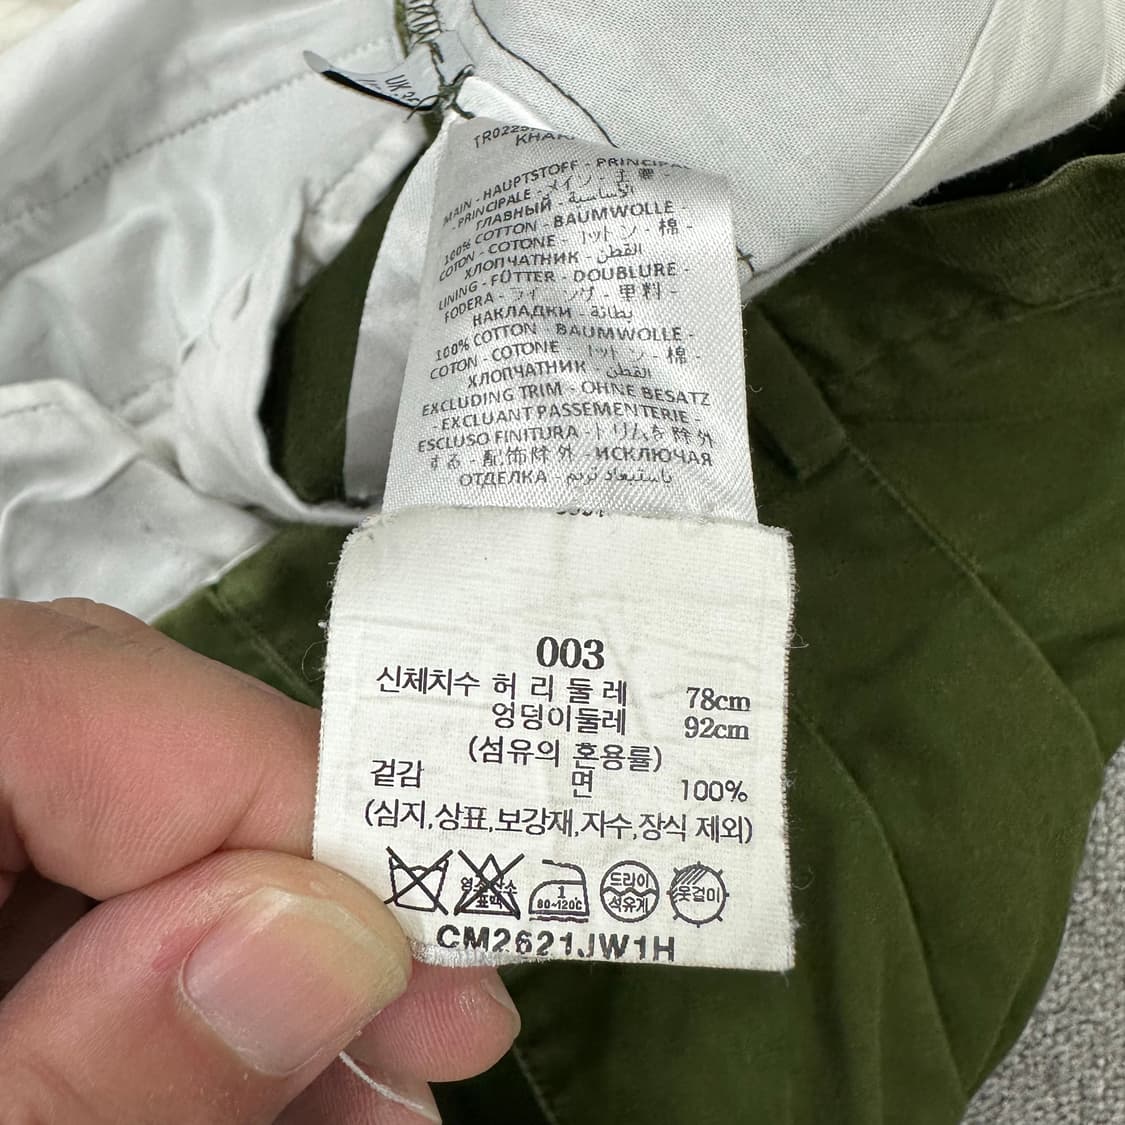 UK
KHAKI
MAIN - HAUPTSTOFF - PRINCIPAL
- PRINCIPALE - メイン - 主要 -
ГЛАВНЫЙ - الأساسية
100% COTTON - BAUMWOLLE -
COTON - COTONE - コットン - 棉 -
ХЛОПЧАТНИК - القطن
LINING - FÜTTER - DOUBLURE -
FODERA - ライニング - 里料 -
НАКЛАДКИ - بطانة
100% COTTON BAUMWOLLE -
COTON - COTONE コットン - 棉 -
ХЛОПЧАТНИК - القطن
EXCLUDING TRIM - OHNE BESATZ
- EXCLUANT PASSEMENTERIE -
ESCLUSO FINITURA - トリムを除外
する - 配饰除外 - ИСКЛЮЧАЯ
ОТДЕЛКА - باستبعاد تريم
003
신체치수 허 리 둘 레 78cm
엉덩이둘레 92cm
(섬유의 혼용률)
겉감 면 100%
(심지,상표,보강재,자수,장식 제외)
염소산소 표백
1 80~120℃
드라이 석유계
옷걸이
CM2621JW1H